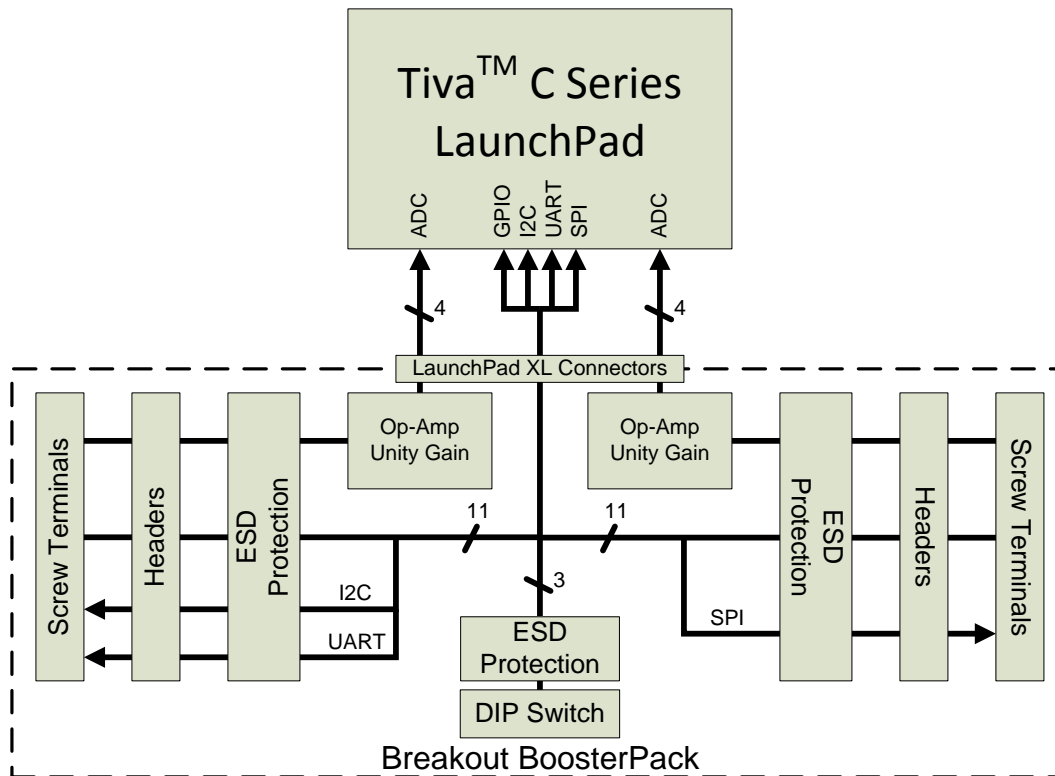 Tiva™ C Series
LaunchPad
ADC
GPIO
I2C
UART
SPI
ADC
4
4
LaunchPad XL Connectors
Screw Terminals
Headers
ESD
Protection
Op-Amp
Unity Gain
Op-Amp
Unity Gain
ESD
Protection
Headers
Screw Terminals
11
11
3
I2C
UART
SPI
ESD
Protection
DIP Switch
Breakout BoosterPack